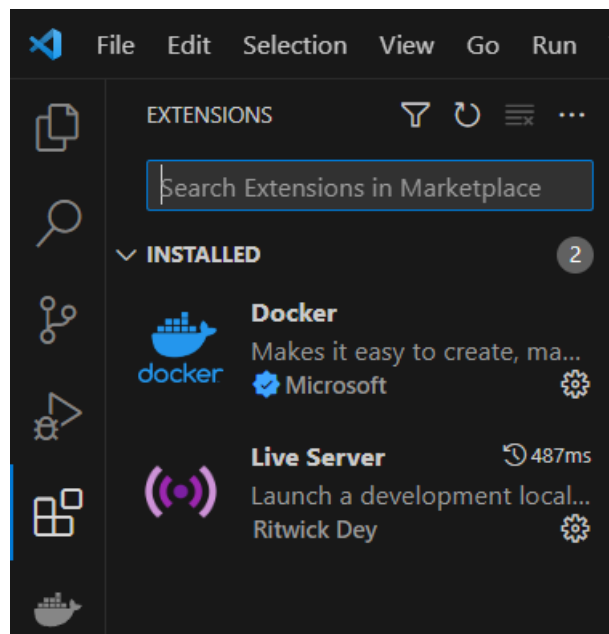 File Edit Selection View Go Run
EXTENSIONS
Search Extensions in Marketplace
INSTALLED 2
Docker
Makes it easy to create, ma...
docker
Microsoft
Live Server 487ms
Launch a development local...
Ritwick Dey